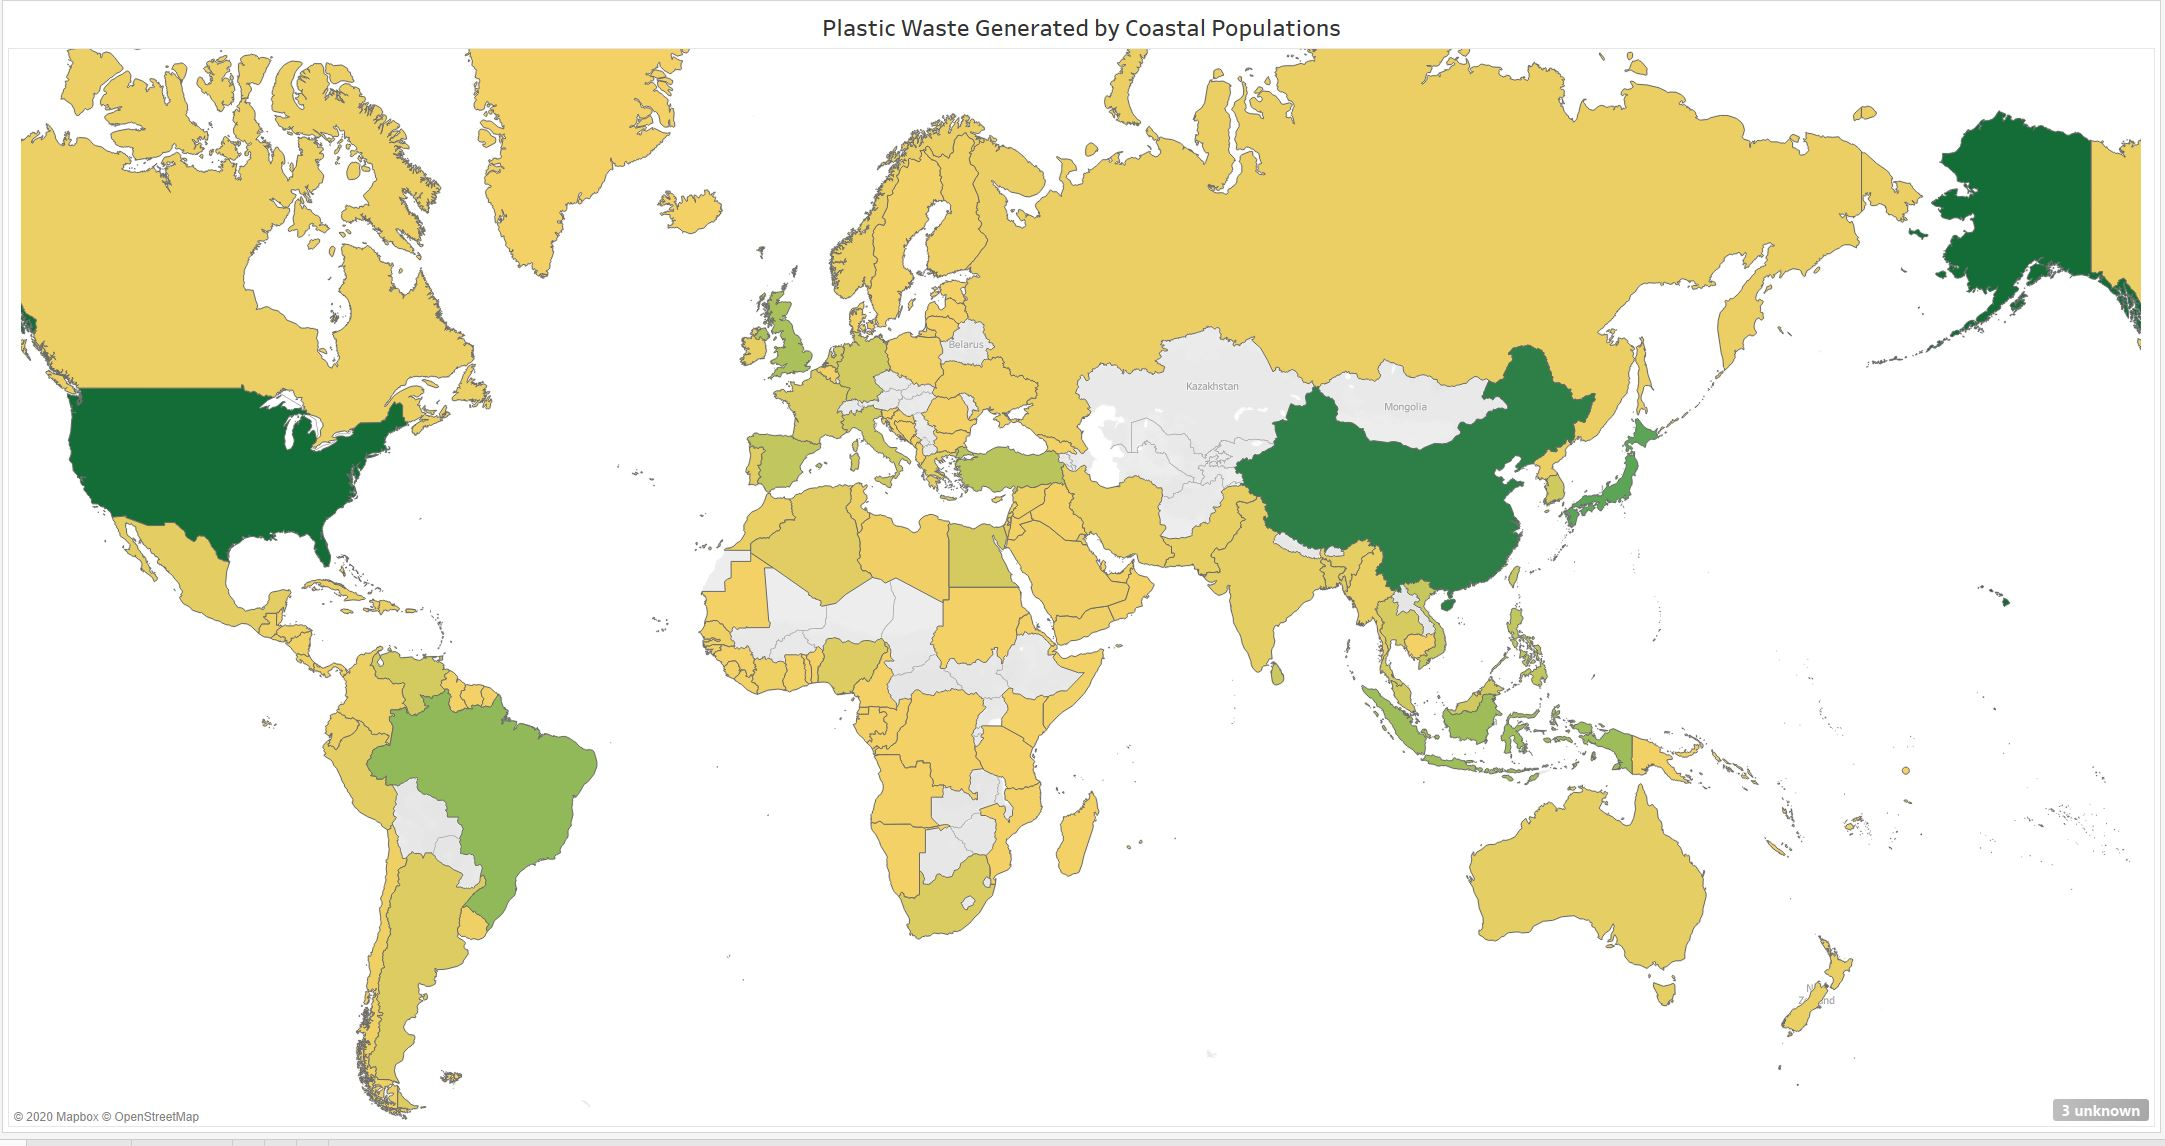 Plastic Waste Generated by Coastal Populations
Belarus
Kazakhstan
Mongolia
© 2020 Mapbox © OpenStreetMap
3 unknown